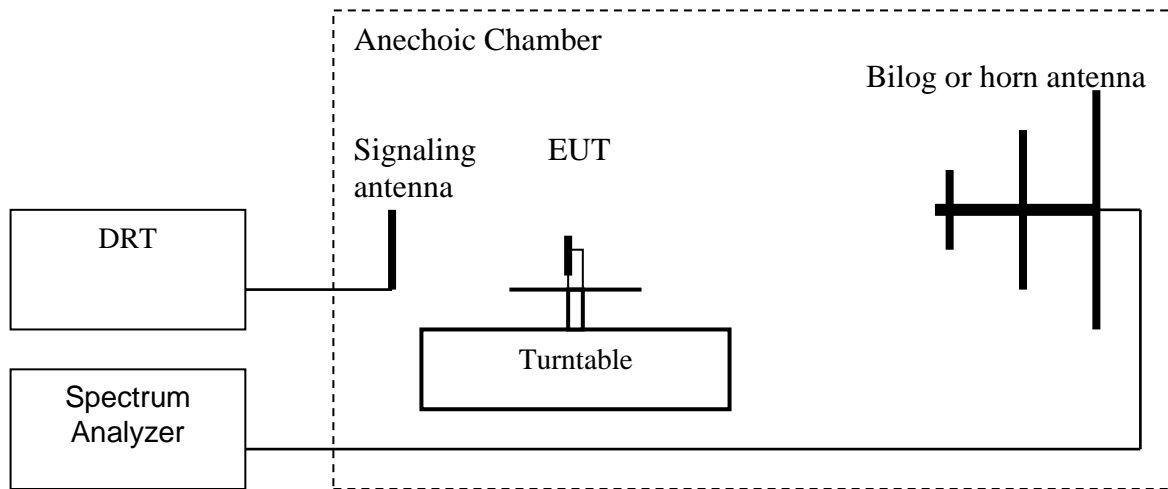 Anechoic Chamber
Bilog or horn antenna
Signaling
antenna
EUT
DRT
Turntable
Spectrum
Analyzer